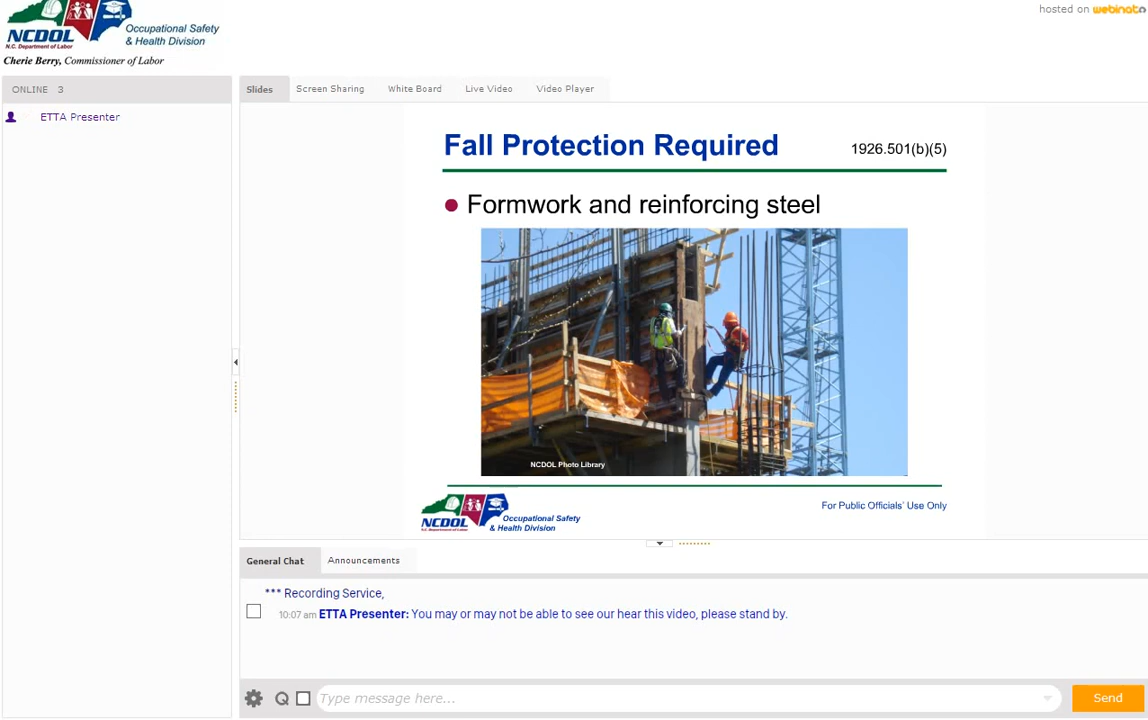 hosted on webinato
NCDOL
N.C. Department of Labor
Occupational Safety
& Health Division
Cherie Berry, Commissioner of Labor
ONLINE 3
ETTA Presenter
Slides Screen Sharing White Board Live Video Video Player
Fall Protection Required 1926.501(b)(5)
Formwork and reinforcing steel
NCDOL Photo Library
NCDOL
N.C. Department of Labor
Occupational Safety
& Health Division
For Public Officials' Use Only
General Chat Announcements
*** Recording Service,
10:07 am ETTA Presenter: You may or may not be able to see our hear this video, please stand by.
Q Type message here... Send